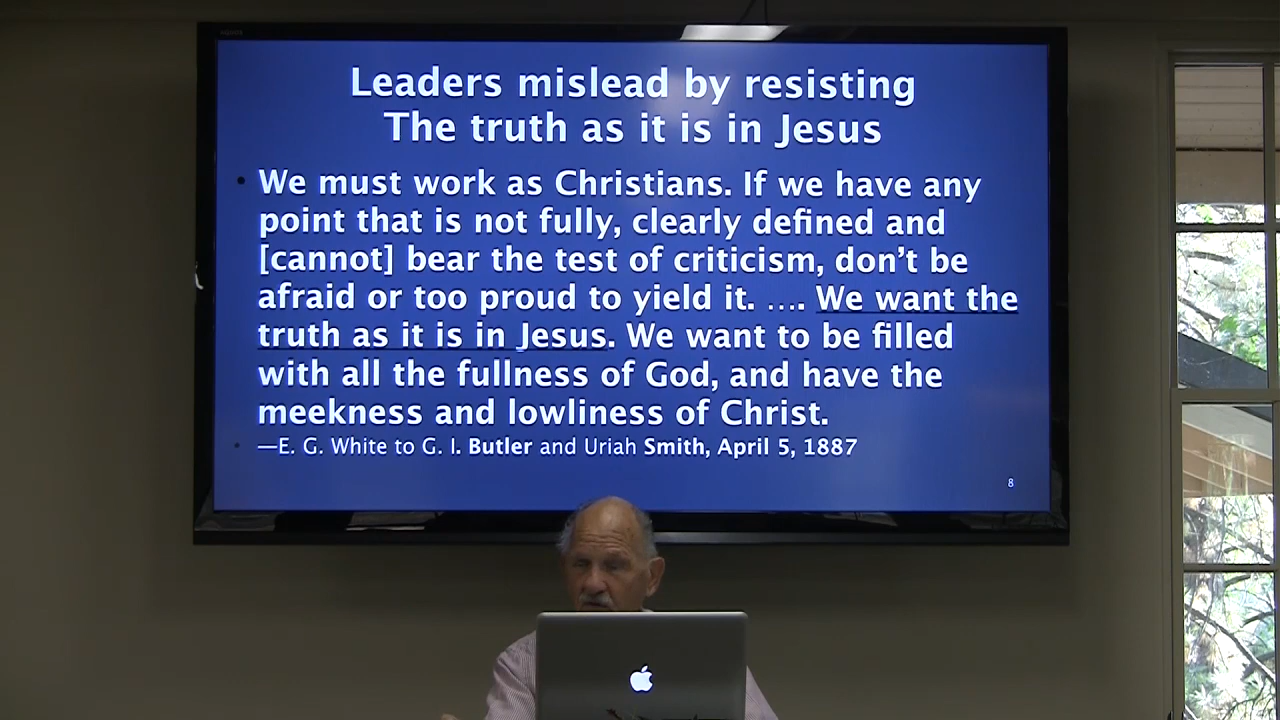 Leaders mislead by resisting
The truth as it is in Jesus
• We must work as Christians. If we have any
point that is not fully, clearly defined and
[cannot] bear the test of criticism, don’t be
afraid or too proud to yield it. .... We want the
truth as it is in Jesus. We want to be filled
with all the fullness of God, and have the
meekness and lowliness of Christ.
• —E. G. White to G. I. Butler and Uriah Smith, April 5, 1887
8